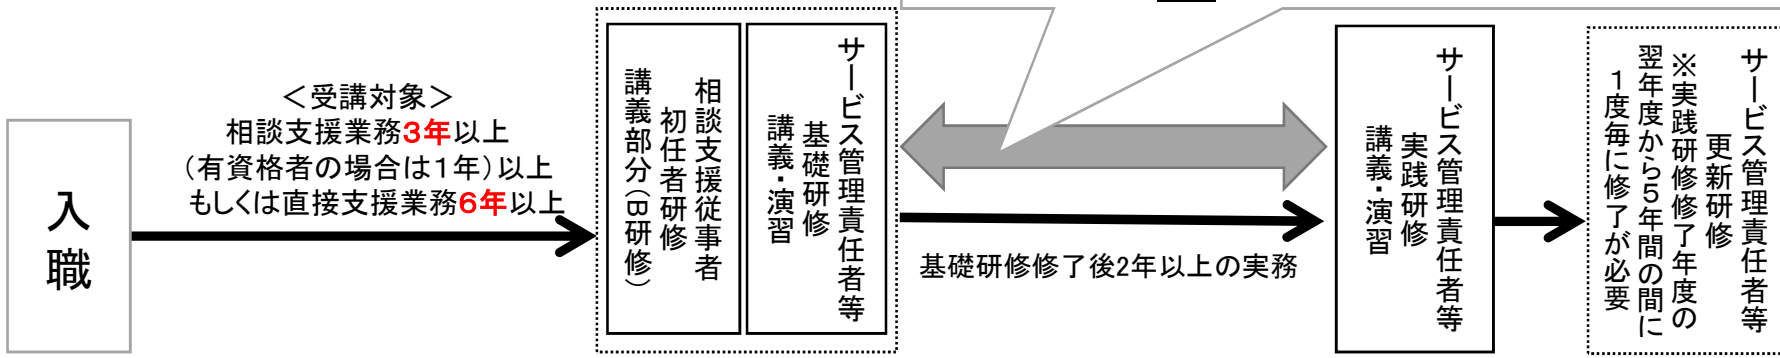 入
職
＜受講対象＞
相談支援業務3年以上
(有資格者の場合は１年)以上
もしくは直接支援業務６年以上
相談支援従事者
初任者研修
講義部分(B研修)
サービス管理責任者等
基礎研修
講義・演習
基礎研修修了後2年以上の実務
サービス管理責任者等
実践研修
講義・演習
サービス管理責任者等
更新研修
※実践研修修了年度の
翌年度から５年間の間に
１度毎に修了が必要